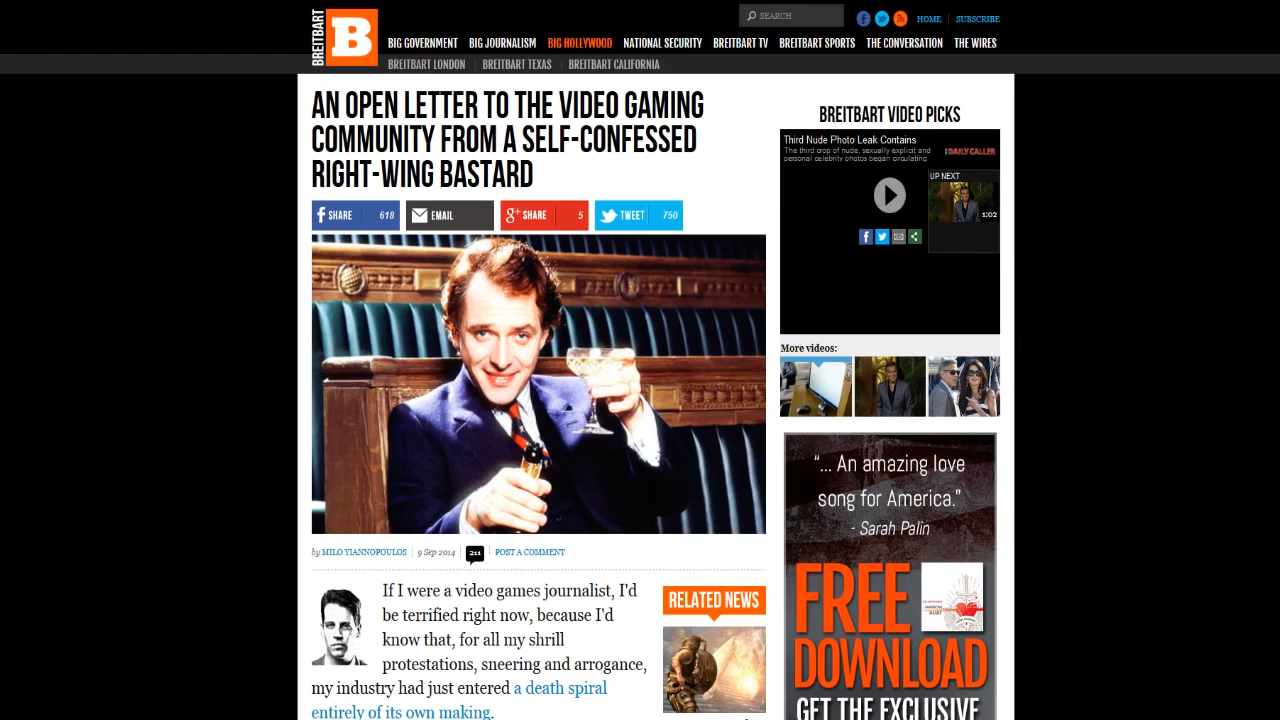 BREITBART
B
SEARCH
HOME
SUBSCRIBE
BIG GOVERNMENT
BIG JOURNALISM
BIG HOLLYWOOD
NATIONAL SECURITY
BREITBART TV
BREITBART SPORTS
THE CONVERSATION
THE WIRES
BREITBART LONDON
BREITBART TEXAS
BREITBART CALIFORNIA
AN OPEN LETTER TO THE VIDEO GAMING
COMMUNITY FROM A SELF-CONFESSED
RIGHT-WING BASTARD
SHARE 618
EMAIL
SHARE 5
TWEET 750
by MILO YIANNOPOULOS
9 Sep 2014
211
POST A COMMENT
If I were a video games journalist, I'd
be terrified right now, because I'd
know that, for all my shrill
protestations, sneering and arrogance,
my industry had just entered a death spiral
entirely of its own making.
RELATED NEWS
BREITBART VIDEO PICKS
Third Nude Photo Leak Contains
The third crop of nude, sexually explicit and
personal celebrity photos began circulating
THE DAILY CALLER
UP NEXT
1:02
More videos:
“... An amazing love
song for America.”
- Sarah Palin
FREE
DOWNLOAD
AMERICAN
HEART
GET THE EXCLUSIVE